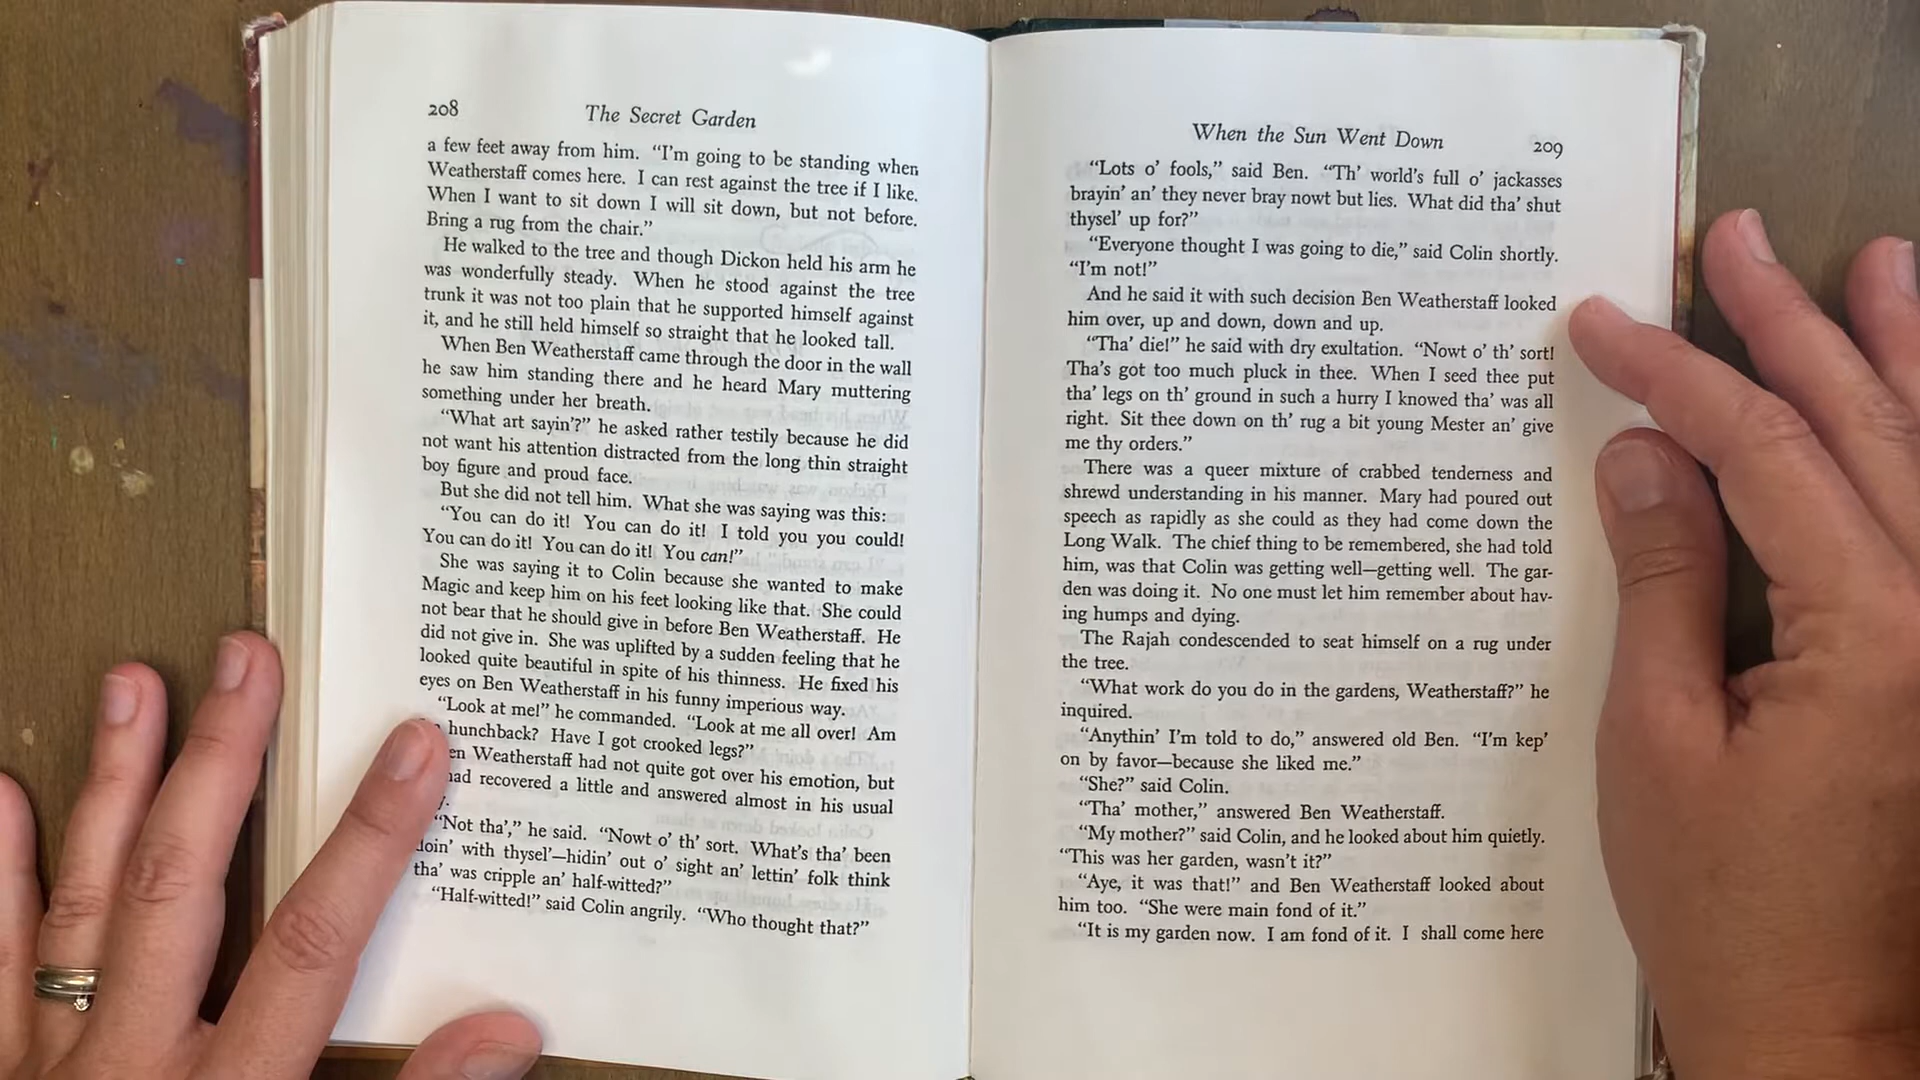 208
The Secret Garden
a few feet away from him. “I’m going to be standing when
Weatherstaff comes here. I can rest against the tree if I like.
When I want to sit down I will sit down, but not before.
Bring a rug from the chair.”
He walked to the tree and though Dickon held his arm he
was wonderfully steady. When he stood against the tree
trunk it was not too plain that he supported himself against
it, and he still held himself so straight that he looked tall.
When Ben Weatherstaff came through the door in the wall
he saw him standing there and he heard Mary muttering
something under her breath.
“What art sayin’?” he asked rather testily because he did
not want his attention distracted from the long thin straight
boy figure and proud face.
But she did not tell him. What she was saying was this:
“You can do it! You can do it! I told you you could!
You can do it! You can do it! You can!”
She was saying it to Colin because she wanted to make
Magic and keep him on his feet looking like that. She could
not bear that he should give in before Ben Weatherstaff. He
did not give in. She was uplifted by a sudden feeling that he
looked quite beautiful in spite of his thinness. He fixed his
eyes on Ben Weatherstaff in his funny imperious way.
“Look at me!” he commanded. “Look at me all over! Am
hunchback? Have I got crooked legs?”
en Weatherstaff had not quite got over his emotion, but
had recovered a little and answered almost in his usual
y.
“Not tha’,” he said. “Nowt o’ th’ sort. What’s tha’ been
doin’ with thysel’—hidin’ out o’ sight an’ lettin’ folk think
tha’ was cripple an’ half-witted?”
“Half-witted!” said Colin angrily. “Who thought that?”
When the Sun Went Down
209
“Lots o’ fools,” said Ben. “Th’ world’s full o’ jackasses
brayin’ an’ they never bray nowt but lies. What did tha’ shut
thysel’ up for?”
“Everyone thought I was going to die,” said Colin shortly.
“I’m not!”
And he said it with such decision Ben Weatherstaff looked
him over, up and down, down and up.
“Tha’ die!” he said with dry exultation. “Nowt o’ th’ sort!
Tha’s got too much pluck in thee. When I seed thee put
tha’ legs on th’ ground in such a hurry I knowed tha’ was all
right. Sit thee down on th’ rug a bit young Mester an’ give
me thy orders.”
There was a queer mixture of crabbed tenderness and
shrewd understanding in his manner. Mary had poured out
speech as rapidly as she could as they had come down the
Long Walk. The chief thing to be remembered, she had told
him, was that Colin was getting well—getting well. The gar-
den was doing it. No one must let him remember about hav-
ing humps and dying.
The Rajah condescended to seat himself on a rug under
the tree.
“What work do you do in the gardens, Weatherstaff?” he
inquired.
“Anythin’ I’m told to do,” answered old Ben. “I’m kep’
on by favor—because she liked me.”
“She?” said Colin.
“Tha’ mother,” answered Ben Weatherstaff.
“My mother?” said Colin, and he looked about him quietly.
“This was her garden, wasn’t it?”
“Aye, it was that!” and Ben Weatherstaff looked about
him too. “She were main fond of it.”
“It is my garden now. I am fond of it. I shall come here